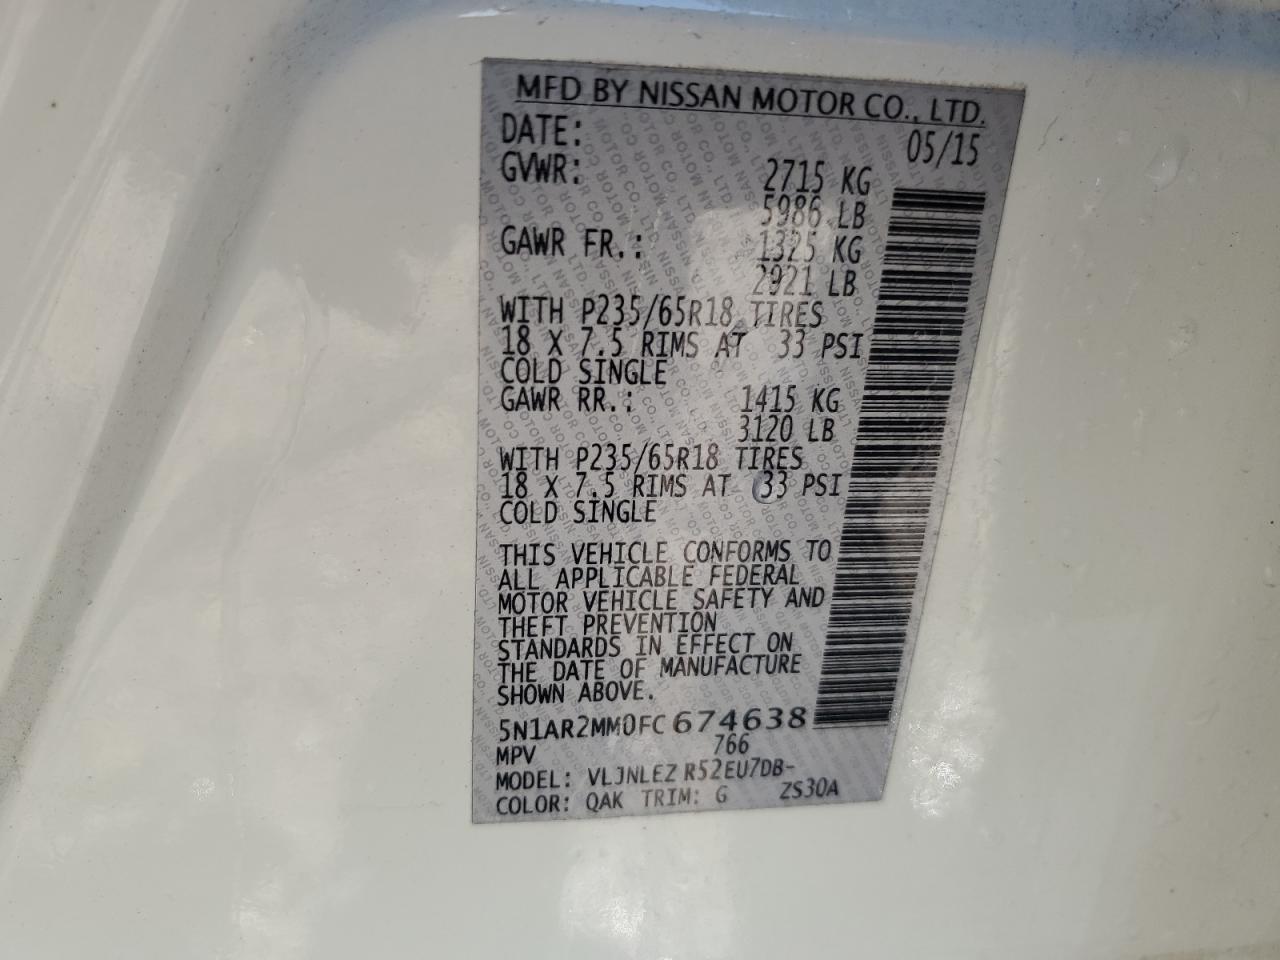 MFD BY NISSAN MOTOR CO., LTD.
DATE: 05/15
GVWR: 2715 KG
5986 LB
GAWR FR.: 1325 KG
2921 LB
WITH P235/65R18 TIRES
18 X 7.5 RIMS AT 33 PSI
COLD SINGLE
GAWR RR.: 1415 KG
3120 LB
WITH P235/65R18 TIRES
18 X 7.5 RIMS AT 33 PSI
COLD SINGLE
THIS VEHICLE CONFORMS TO
ALL APPLICABLE FEDERAL
MOTOR VEHICLE SAFETY AND
THEFT PREVENTION
STANDARDS IN EFFECT ON
THE DATE OF MANUFACTURE
SHOWN ABOVE.
5N1AR2MM0FC674638
MPV 766
MODEL: VLJNLEZ R52EU7DB-
COLOR: QAK TRIM: G ZS30A